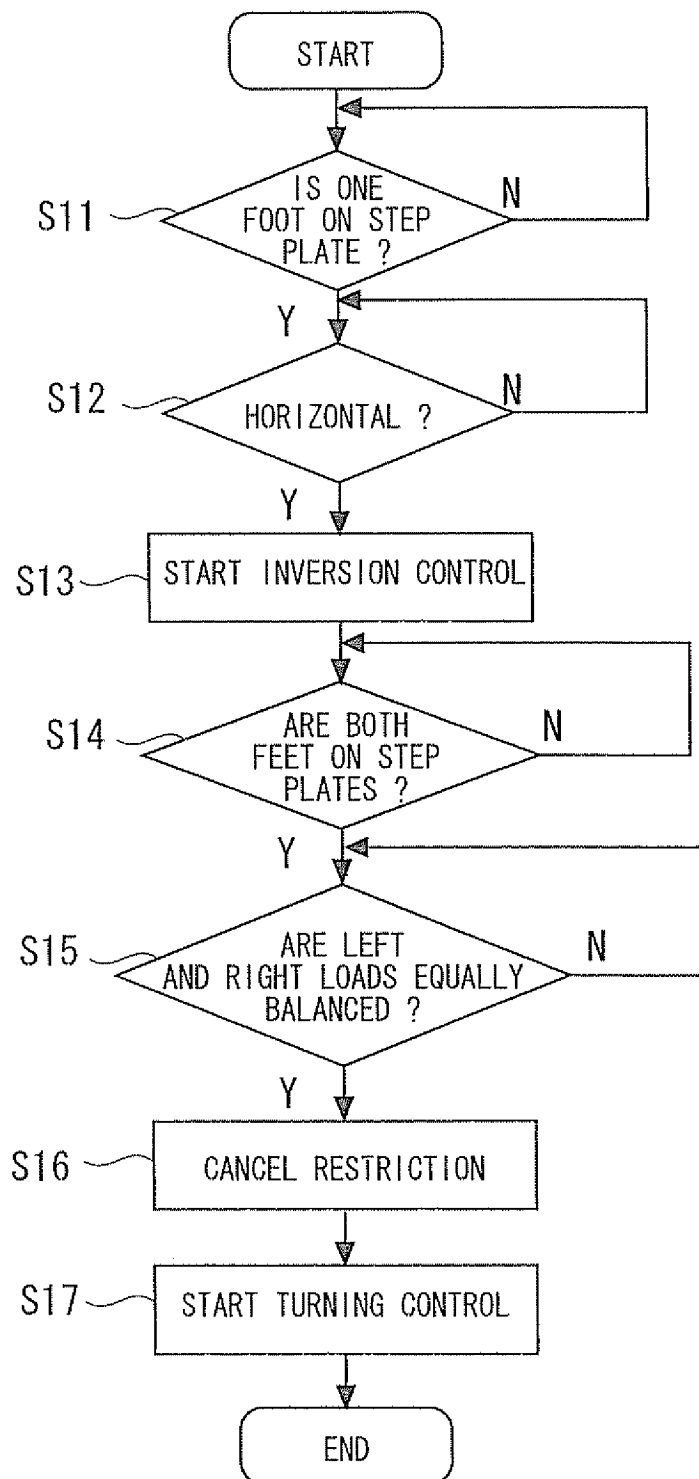 START
IS ONE
FOOT ON STEP
PLATE ?
S11
N
Y
HORIZONTAL ?
S12
N
Y
START INVERSION CONTROL
S13
ARE BOTH
FEET ON STEP
PLATES ?
S14
N
Y
ARE LEFT
AND RIGHT LOADS EQUALLY
BALANCED ?
S15
N
Y
CANCEL RESTRICTION
S16
START TURNING CONTROL
S17
END